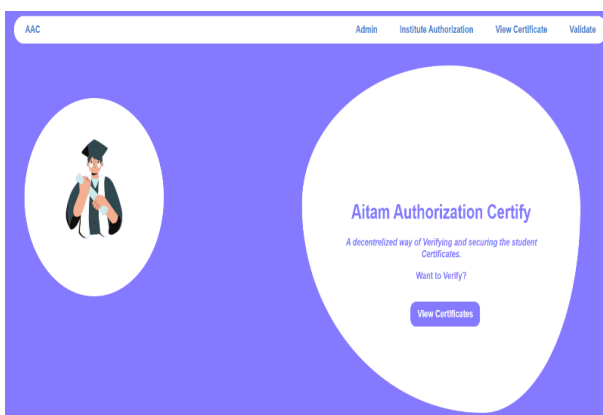 AAC Admin Institute Authorization View Certificate Validate
Aitam Authorization Certify
A decentrelized way of Verifying and securing the student
Certificates.
Want to Verify?
View Certificates